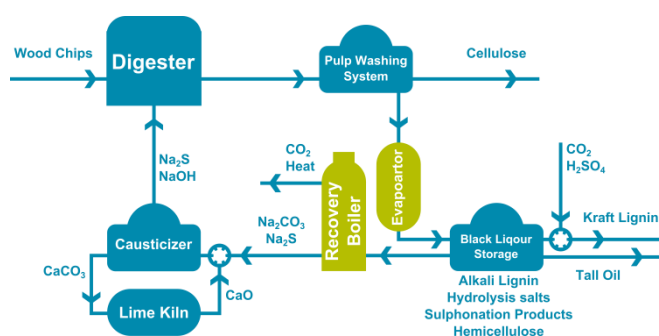 Wood Chips
Digester
Pulp Washing
System
Cellulose
Na₂S
NaOH
CO₂
Heat
Recovery
Boiler
Evapoartor
CO₂
H₂SO₄
Kraft Lignin
Causticizer
Na₂CO₃
Na₂S
Black Liqour
Storage
Tall Oil
CaCO₃
Lime Kiln
CaO
Alkali Lignin
Hydrolysis salts
Sulphonation Products
Hemicellulose